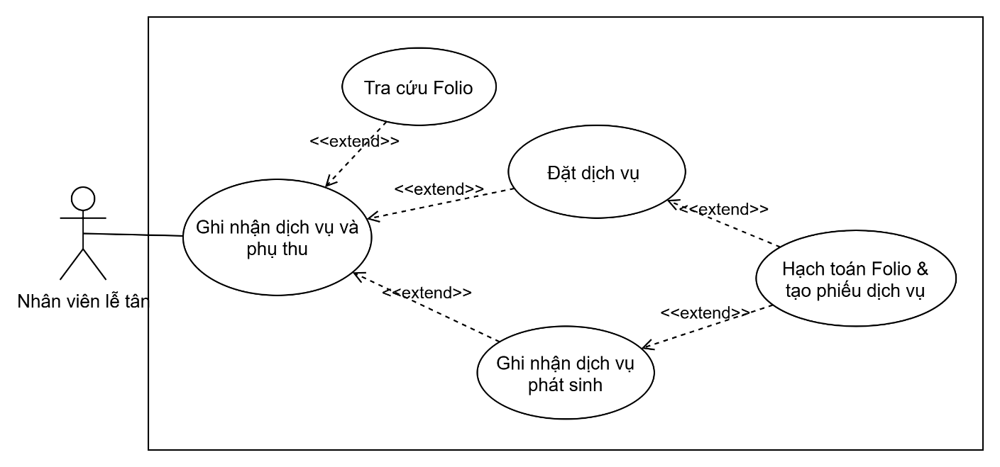 Tra cứu Folio
<<extend>>
Đặt dịch vụ
<<extend>>
<<extend>>
Ghi nhận dịch vụ và
phụ thu
Hạch toán Folio &
tạo phiếu dịch vụ
Nhân viên lễ tân
<<extend>>
<<extend>>
Ghi nhận dịch vụ
phát sinh